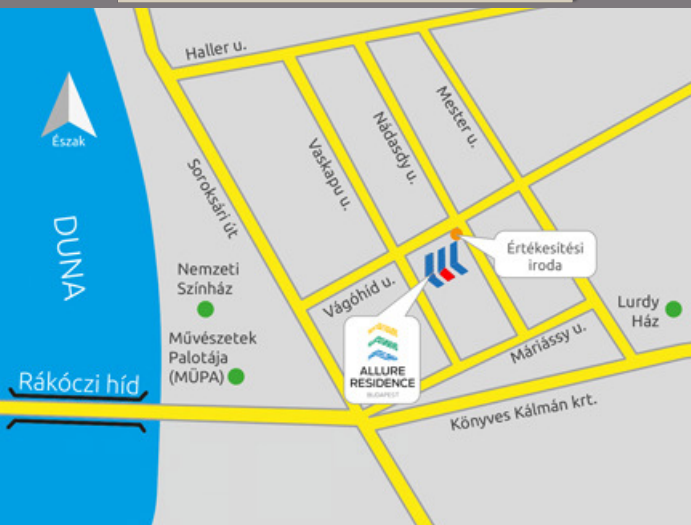 Haller u.
Mester u.
Nádasdy u.
Vaskapu u.
Észak
Soroksári út
DUNA
Értékesítési
iroda
Nemzeti
Színház
Vágóhíd u.
Lurdy
Ház
Művészetek
Palotája
(MÜPA)
ALLURE
RESIDENCE
BUDAPEST
Máriássy u.
Rákóczi híd
Könyves Kálmán krt.